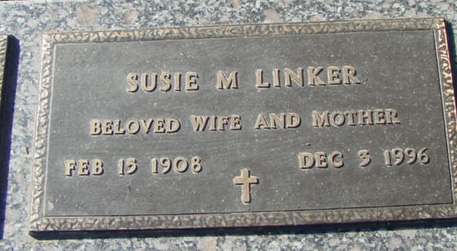 SUSIE M LINKER
BELOVED WIFE AND MOTHER
FEB 15 1908 DEC 3 1996